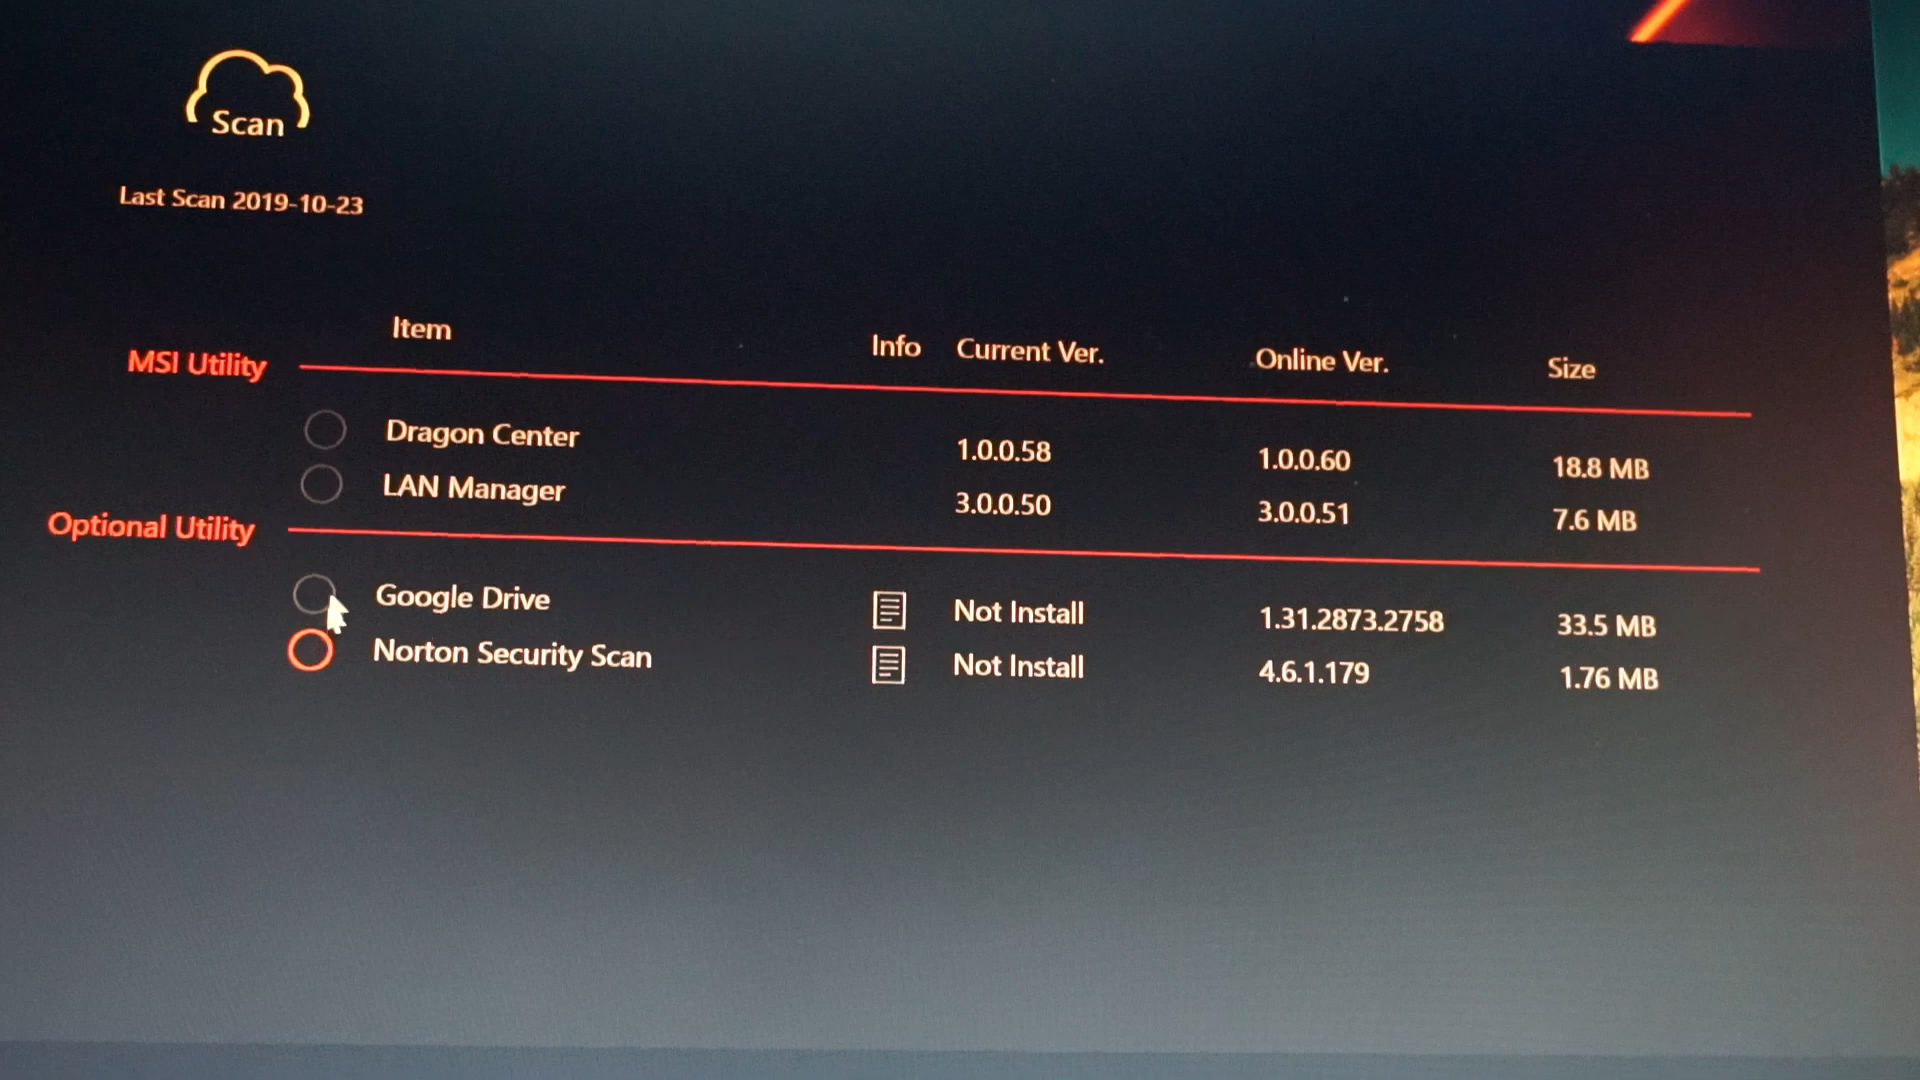 Scan
Last Scan 2019-10-23
Item Info Current Ver. Online Ver. Size
MSI Utility
Dragon Center 1.0.0.58 1.0.0.60 18.8 MB
LAN Manager 3.0.0.50 3.0.0.51 7.6 MB
Optional Utility
Google Drive Not Install 1.31.2873.2758 33.5 MB
Norton Security Scan Not Install 4.6.1.179 1.76 MB